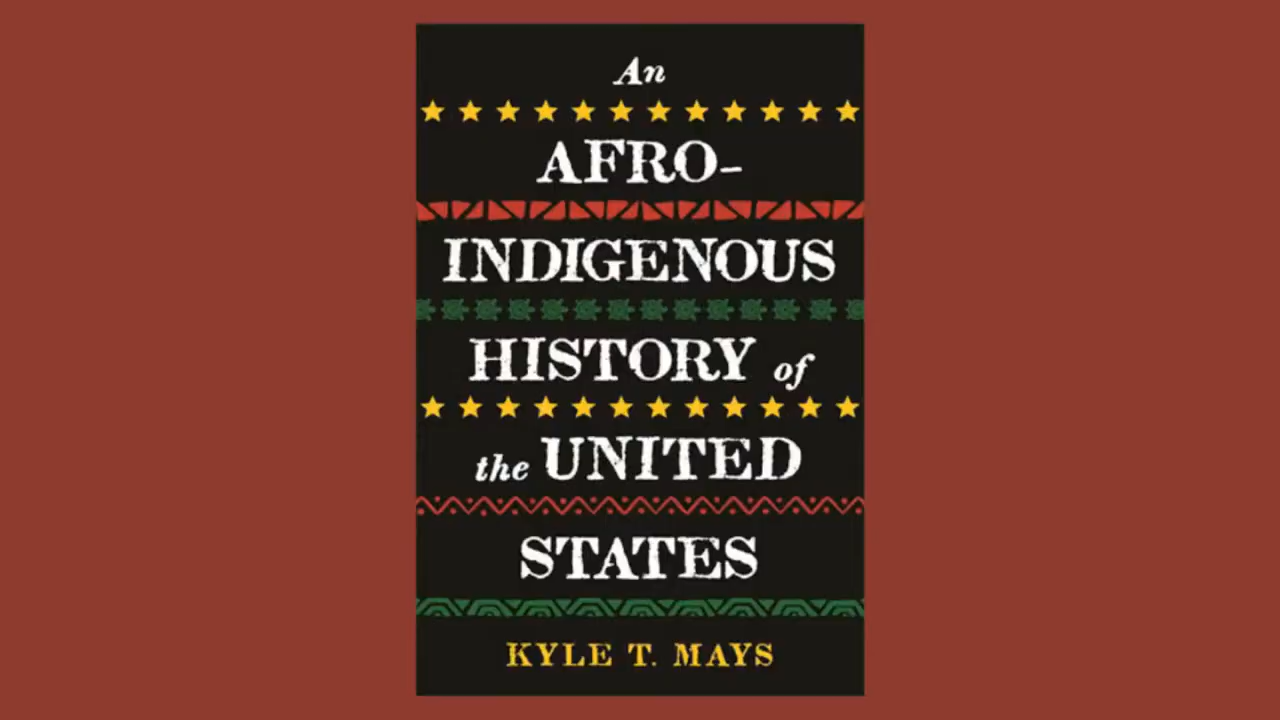 An
AFRO-
INDIGENOUS
HISTORY of
the UNITED
STATES
KYLE T. MAYS